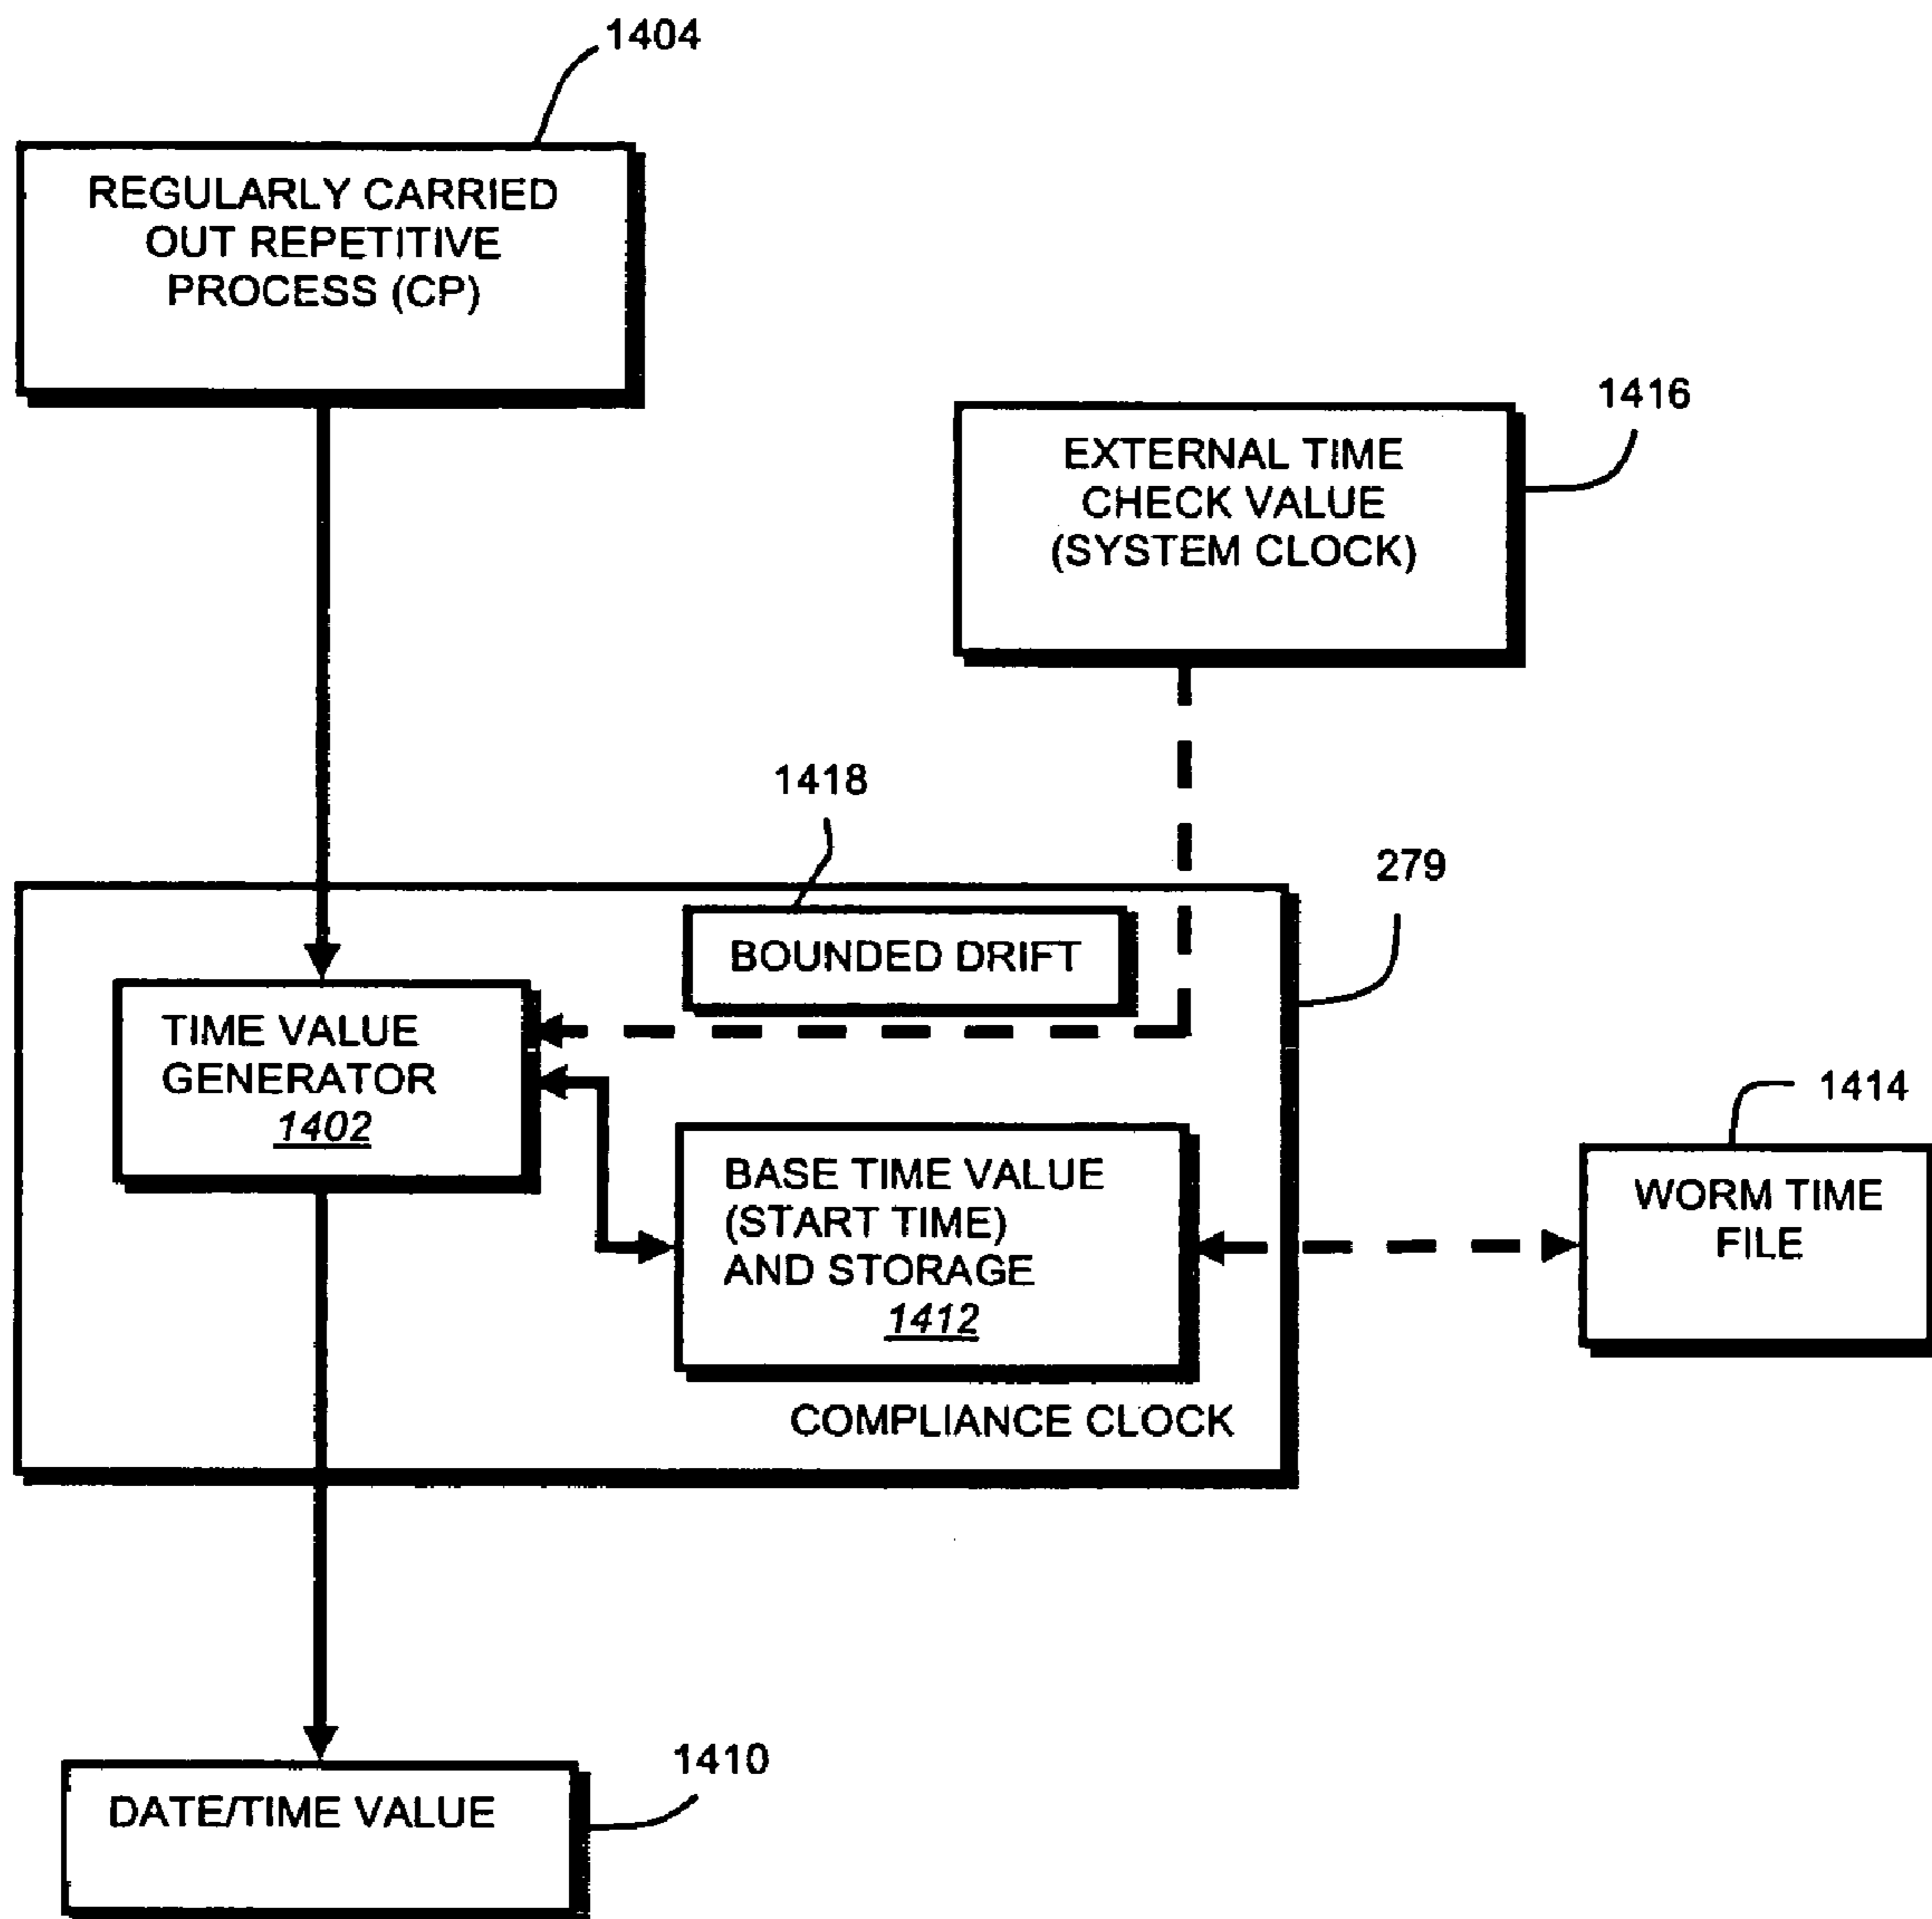 1404
REGULARLY CARRIED
OUT REPETITIVE
PROCESS (CP)
1416
EXTERNAL TIME
CHECK VALUE
(SYSTEM CLOCK)
1418
279
BOUNDED DRIFT
TIME VALUE
GENERATOR
1402
1414
BASE TIME VALUE
(START TIME)
AND STORAGE
1412
WORM TIME
FILE
COMPLIANCE CLOCK
1410
DATE/TIME VALUE